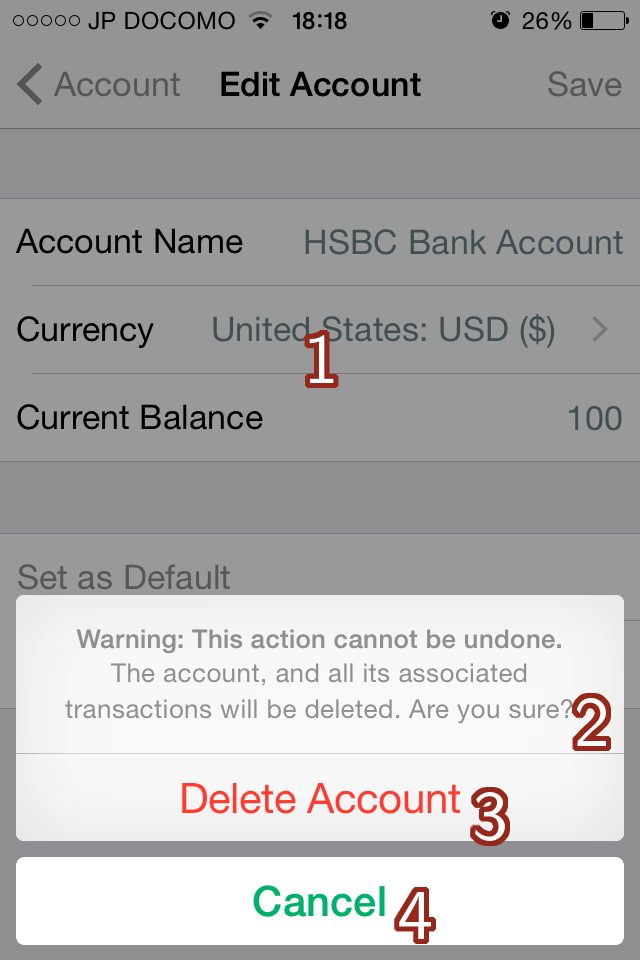 JP DOCOMO 18:18 26%
Account Edit Account Save
Account Name HSBC Bank Account
Currency United States: USD ($)
1
Current Balance 100
Set as Default
Warning: This action cannot be undone.
The account, and all its associated
transactions will be deleted. Are you sure?
2
Delete Account
3
Cancel
4